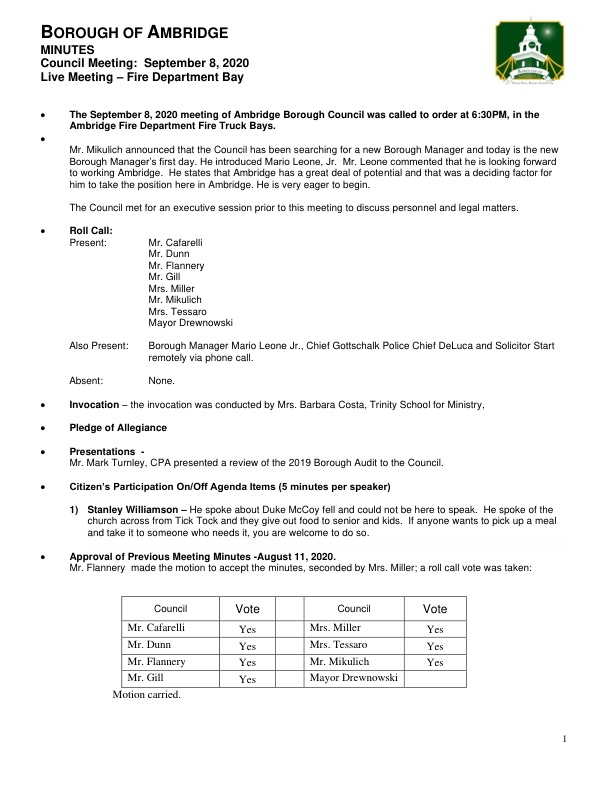 BOROUGH OF AMBRIDGE
MINUTES
Council Meeting:  September 8, 2020
Live Meeting – Fire Department Bay
• The September 8, 2020 meeting of Ambridge Borough Council was called to order at 6:30PM, in the
Ambridge Fire Department Fire Truck Bays.
•
Mr. Mikulich announced that the Council has been searching for a new Borough Manager and today is the new
Borough Manager's first day. He introduced Mario Leone, Jr.  Mr. Leone commented that he is looking forward
to working Ambridge.  He states that Ambridge has a great deal of potential and that was a deciding factor for
him to take the position here in Ambridge. He is very eager to begin.
The Council met for an executive session prior to this meeting to discuss personnel and legal matters.
• Roll Call:
Present: Mr. Cafarelli
Mr. Dunn
Mr. Flannery
Mr. Gill
Mrs. Miller
Mr. Mikulich
Mrs. Tessaro
Mayor Drewnowski
Also Present: Borough Manager Mario Leone Jr., Chief Gottschalk Police Chief DeLuca and Solicitor Start
remotely via phone call.
Absent: None.
• Invocation – the invocation was conducted by Mrs. Barbara Costa, Trinity School for Ministry,
• Pledge of Allegiance
• Presentations  -
Mr. Mark Turnley, CPA presented a review of the 2019 Borough Audit to the Council.
• Citizen's Participation On/Off Agenda Items (5 minutes per speaker)
1) Stanley Williamson – He spoke about Duke McCoy fell and could not be here to speak.  He spoke of the
church across from Tick Tock and they give out food to senior and kids.  If anyone wants to pick up a meal
and take it to someone who needs it, you are welcome to do so.
• Approval of Previous Meeting Minutes -August 11, 2020.
Mr. Flannery  made the motion to accept the minutes, seconded by Mrs. Miller; a roll call vote was taken:
Council Vote Council Vote
Mr. Cafarelli Yes Mrs. Miller Yes
Mr. Dunn Yes Mrs. Tessaro Yes
Mr. Flannery Yes Mr. Mikulich Yes
Mr. Gill Yes Mayor Drewnowski
Motion carried.
1